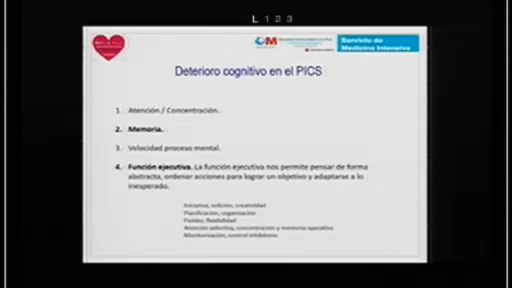 L 1 2 3
Servicio de
Medicina Intensiva
Deterioro cognitivo en el PICS
1. Atención / Concentración.
2. Memoria.
3. Velocidad proceso mental.
4. Función ejecutiva. La función ejecutiva nos permite pensar de forma
abstracta, ordenar acciones para lograr un objetivo y adaptarse a lo
inesperado.
Iniciativa, volición, creatividad
Planificación, organización
Fluidez, flexibilidad
Atención selectiva, concentración y memoria operativa
Monitorización, control inhibitorio